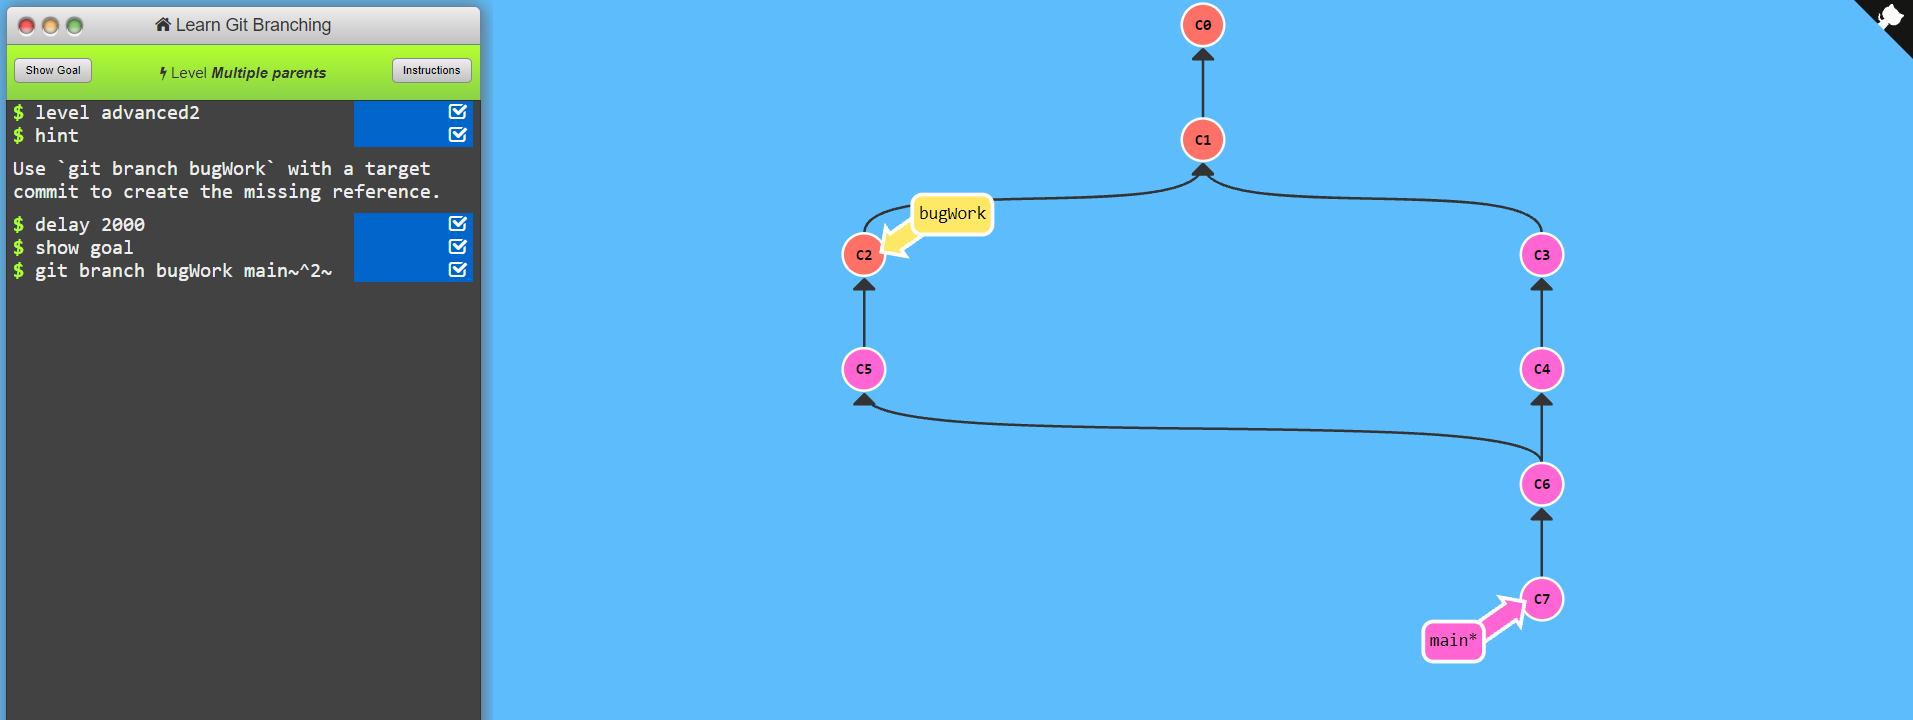 Learn Git Branching
Show Goal
Level Multiple parents
Instructions
$ level advanced2
$ hint
Use `git branch bugWork` with a target
commit to create the missing reference.
$ delay 2000
$ show goal
$ git branch bugWork main~^2~
C0
C1
bugWork
C2
C3
C5
C4
C6
C7
main*